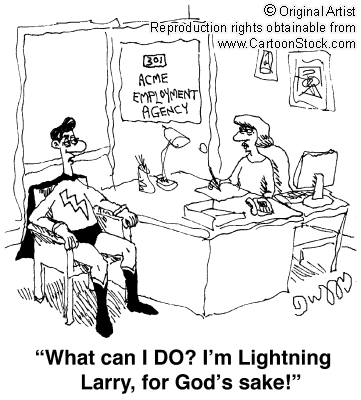 © Original Artist
Reproduction rights obtainable from
www.CartoonStock.com
301
ACME
EMPLOYMENT
AGENCY
“What can I DO? I’m Lightning
Larry, for God’s sake!”